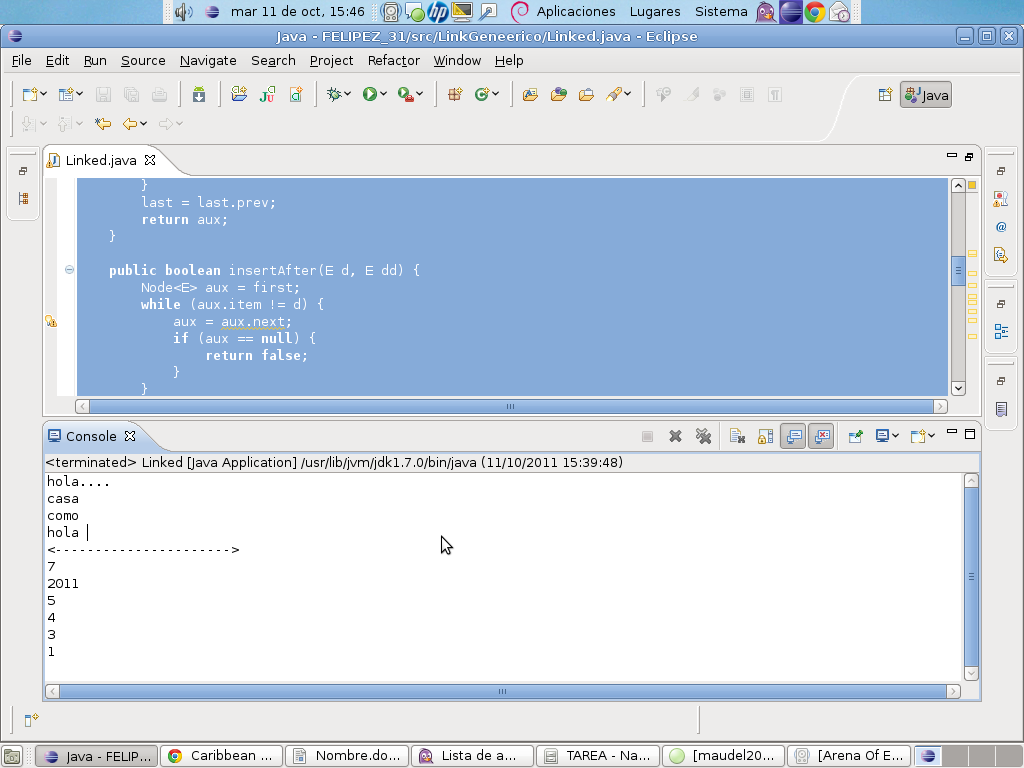 mar 11 de oct, 15:46 Aplicaciones Lugares Sistema
Java - FELIPEZ_31/src/LinkGeneerico/Linked.java - Eclipse
File Edit Run Source Navigate Search Project Refactor Window Help
Java
Linked.java
}
last = last.prev;
return aux;
}
public boolean insertAfter(E d, E dd) {
Node<E> aux = first;
while (aux.item != d) {
aux = aux.next;
if (aux == null) {
return false;
}
}
Console
<terminated> Linked [Java Application] /usr/lib/jvm/jdk1.7.0/bin/java (11/10/2011 15:39:48)
hola....
casa
como
hola
<---------------------->
7
2011
5
4
3
1
Java - FELIP... Caribbean ... Nombre.do... Lista de a... TAREA - Na... [maudel20... [Arena Of E...